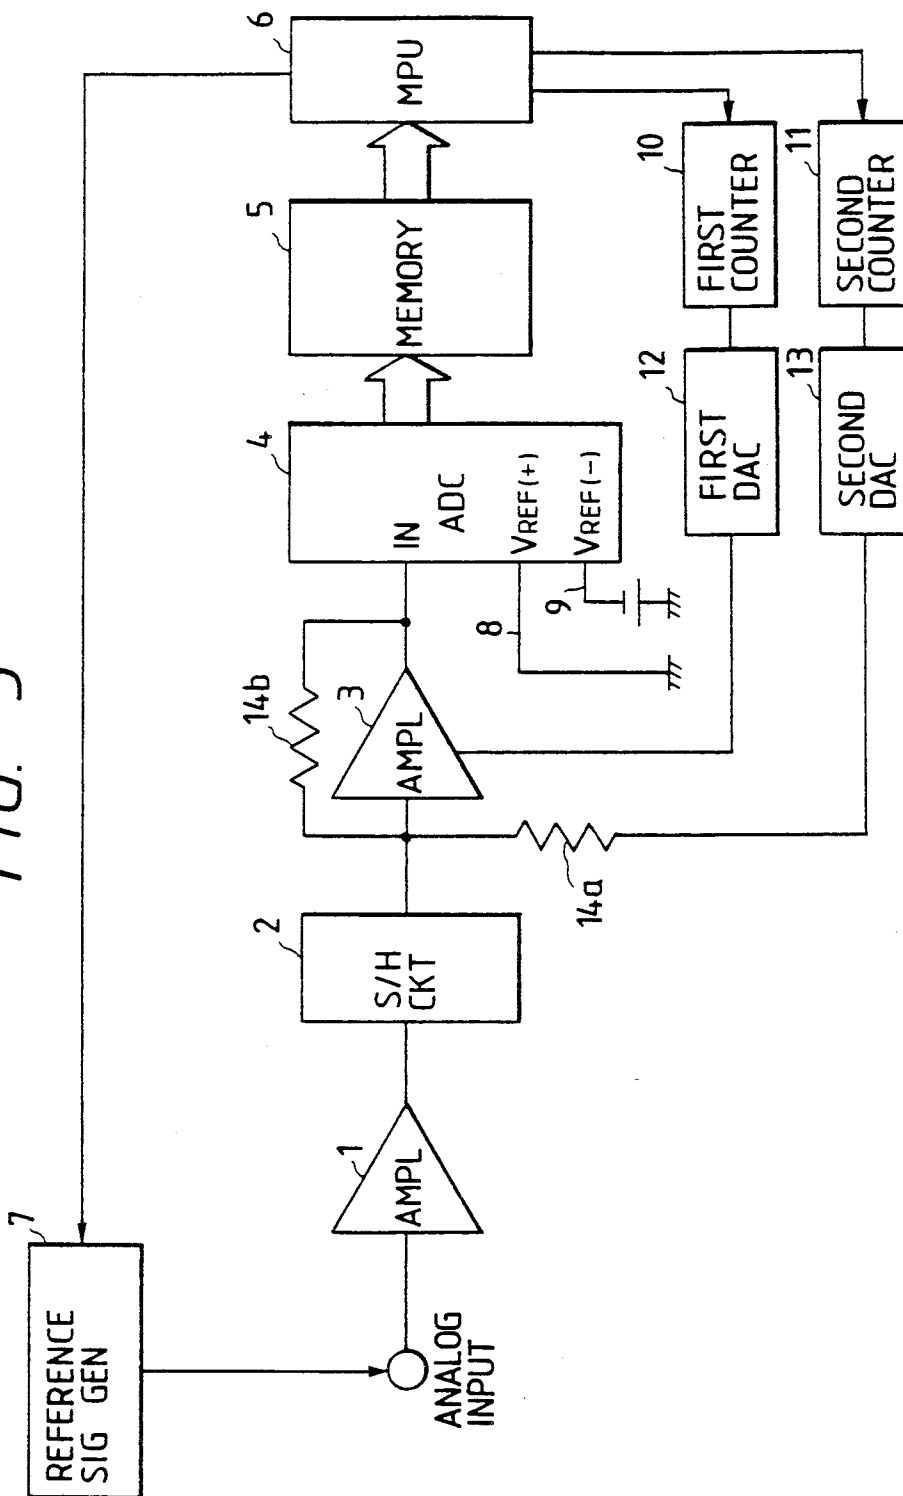 7
REFERENCE
SIG GEN
ANALOG
INPUT
1
AMPL
2
S/H
CKT
14b
3
AMPL
14a
4
IN
ADC
VREF(+)
VREF(-)
8
9
5
MEMORY
6
MPU
10
FIRST
COUNTER
11
SECOND
COUNTER
12
FIRST
DAC
13
SECOND
DAC